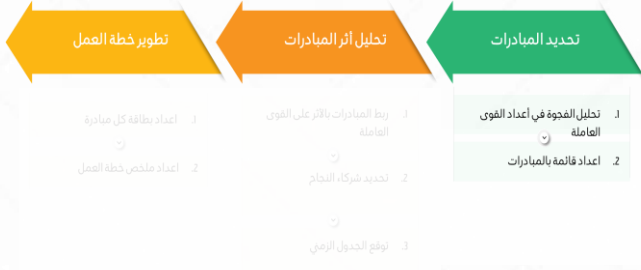 تحديد المبادرات
تحليل أثر المبادرات
تطوير خطة العمل
1. تحليل الفجوة في أعداد القوى
العاملة
2. اعداد قائمة بالمبادرات
1. ربط المبادرات بالأثر على القوى
العاملة
2. تحديد شركاء النجاح
3. توقع الجدول الزمني
1. اعداد بطاقة كل مبادرة
2. اعداد ملخص خطة العمل